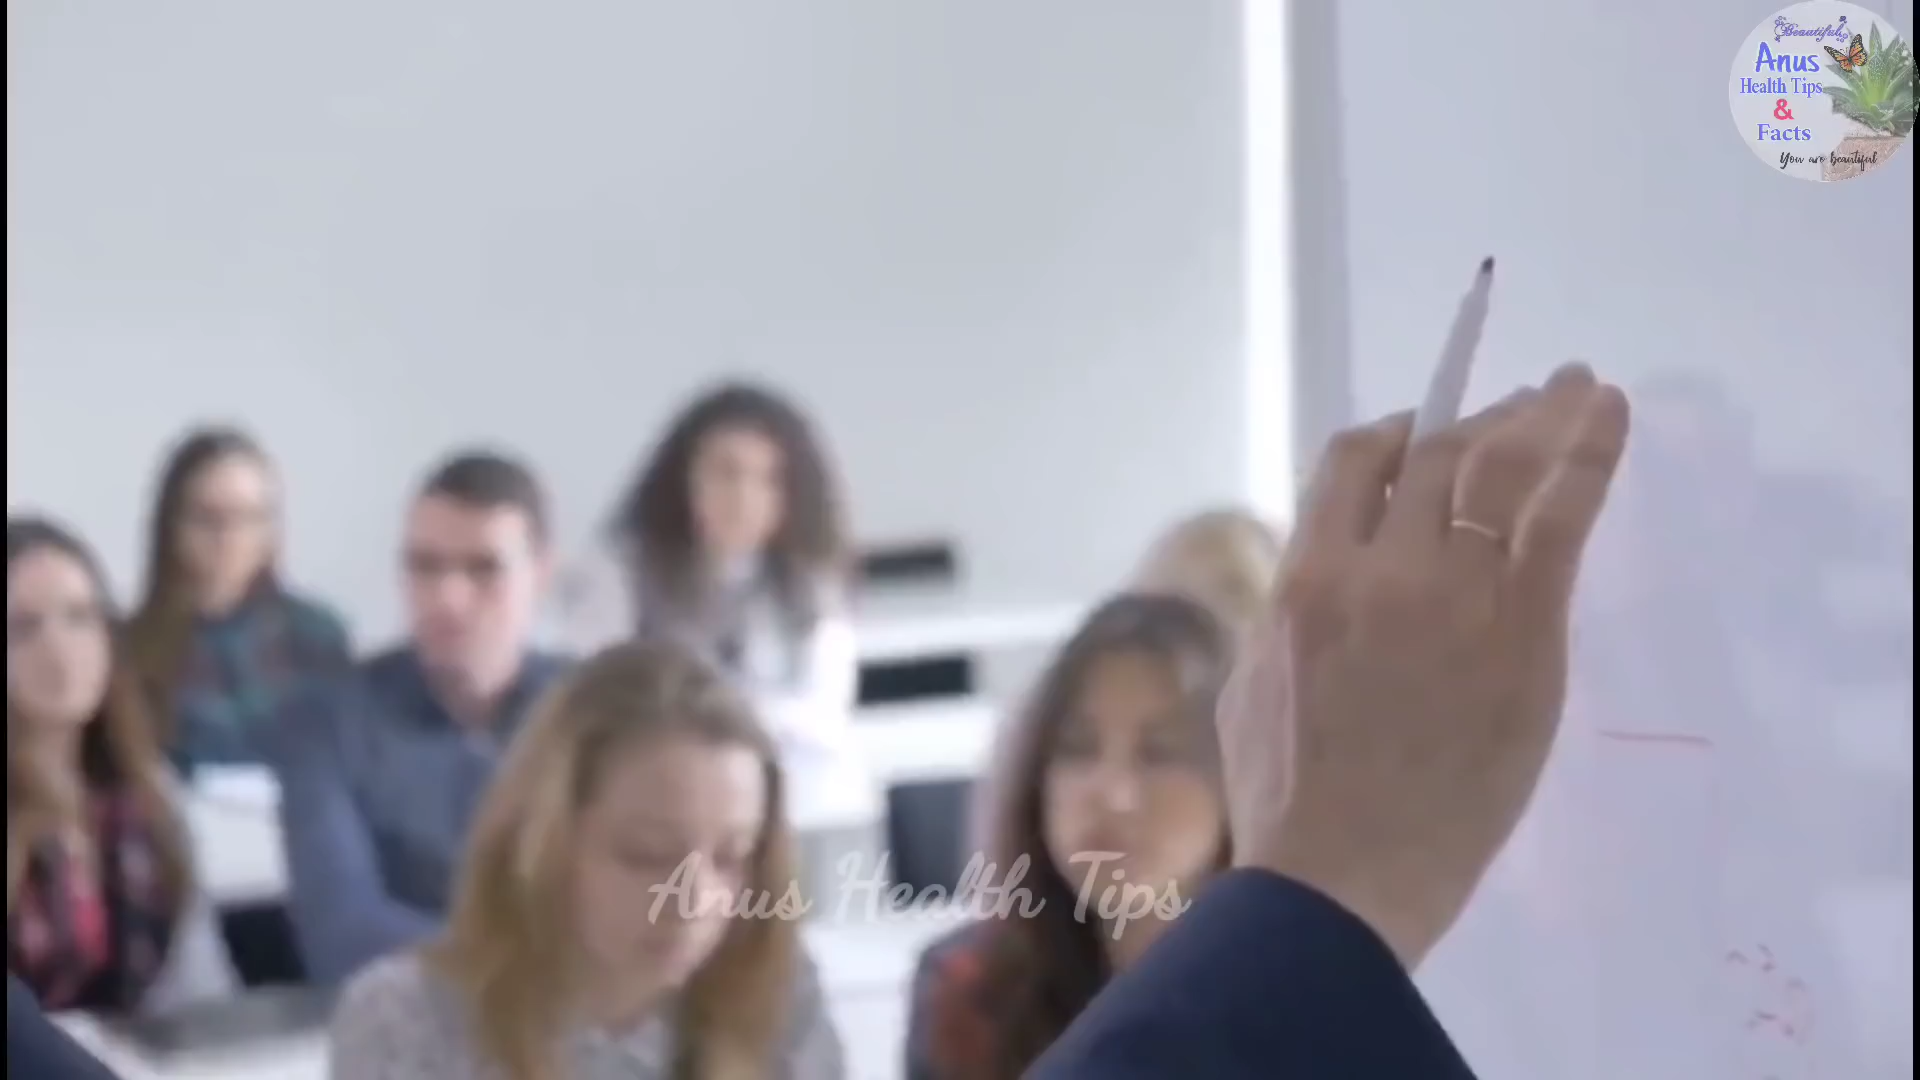 Beautiful
Anus
Health Tips
&
Facts
You are beautiful
Anus Health Tips